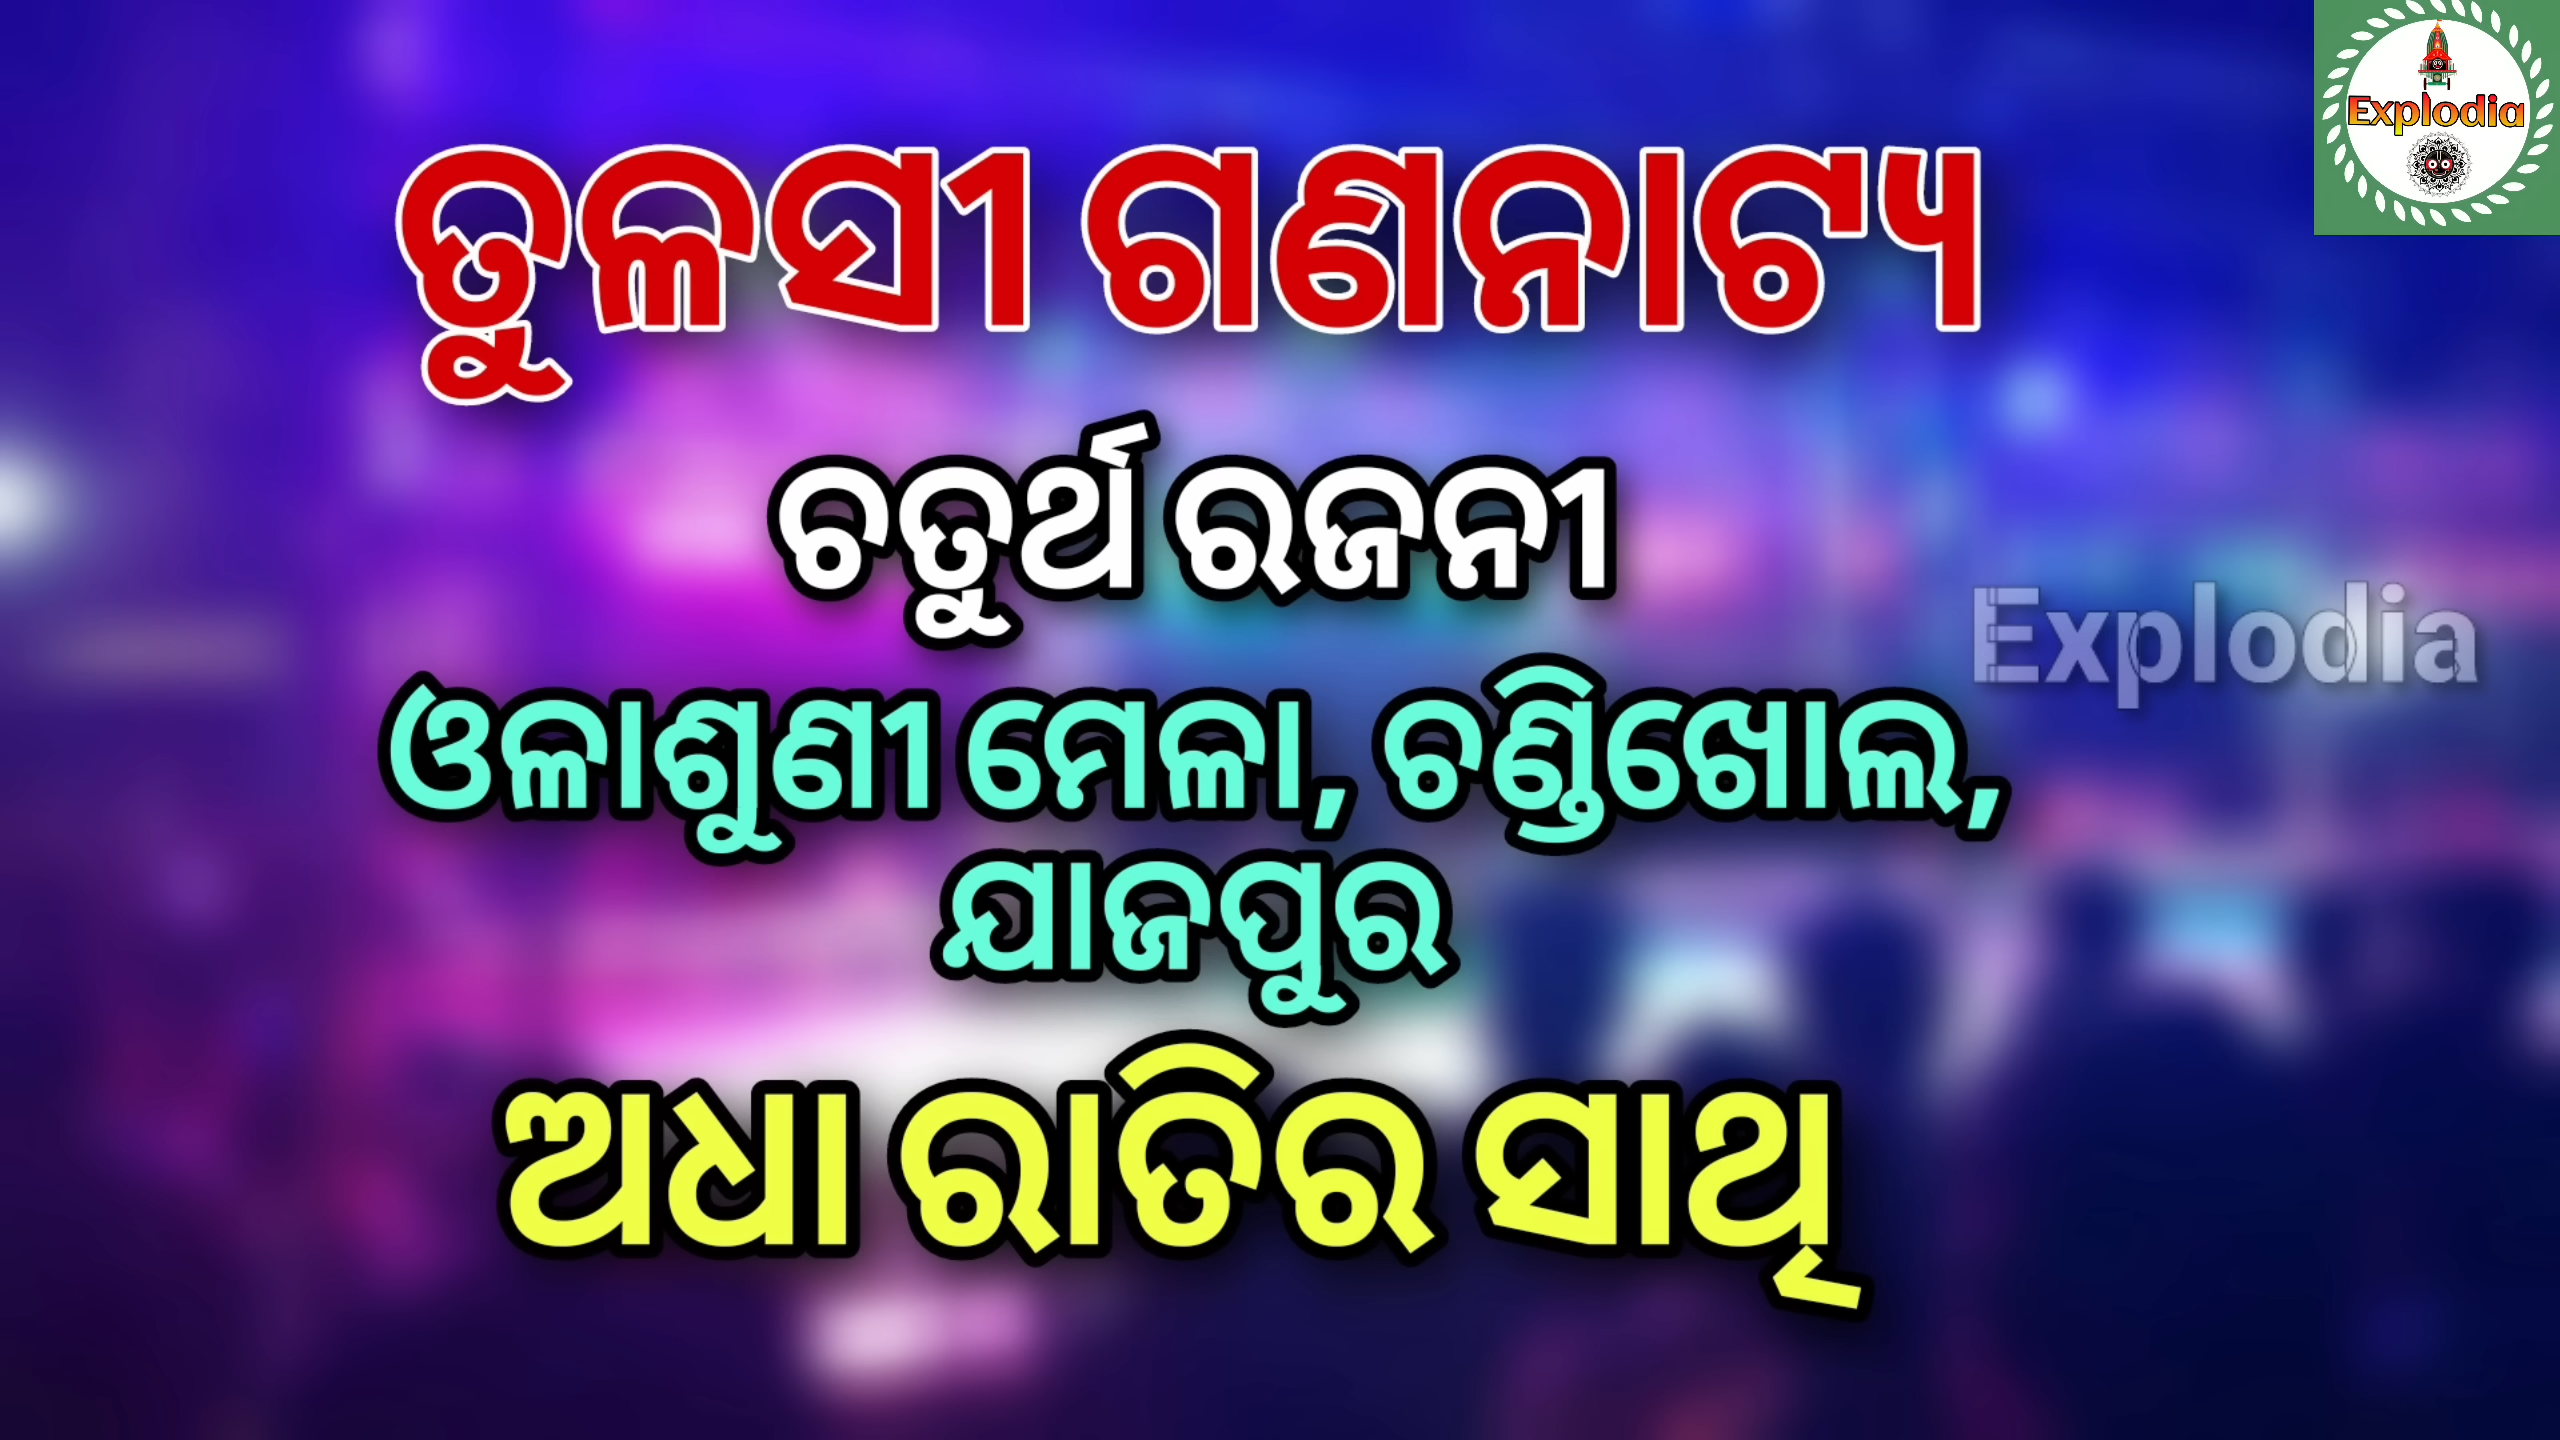 Explodia
ତୁଳସୀ ଗଣନାଟ୍ୟ
ଚତୁର୍ଥ ରଜନୀ
Explodia
ଓଳାଶୁଣୀ ମେଳା, ଚଣ୍ଡିଖୋଲ,
ଯାଜପୁର
ଅଧା ରାତିର ସାଥି